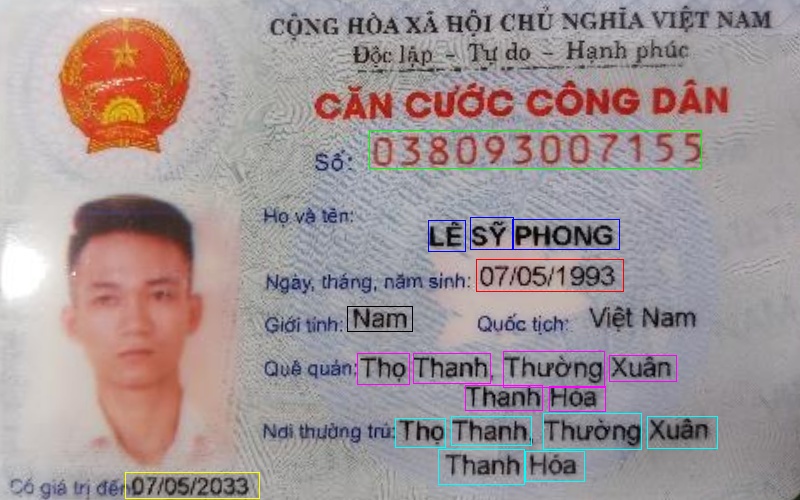 CỘNG HÒA XÃ HỘI CHỦ NGHĨA VIỆT NAM
Độc lập - Tự do - Hạnh phúc
CĂN CƯỚC CÔNG DÂN
Số: 038093007155
Họ và tên:
LÊ SỸ PHONG
Ngày, tháng, năm sinh: 07/05/1993
Giới tính: Nam Quốc tịch: Việt Nam
Quê quán: Thọ Thanh, Thường Xuân
Thanh Hóa
Nơi thường trú: Thọ Thanh, Thường Xuân
Thanh Hóa
Có giá trị đến 07/05/2033